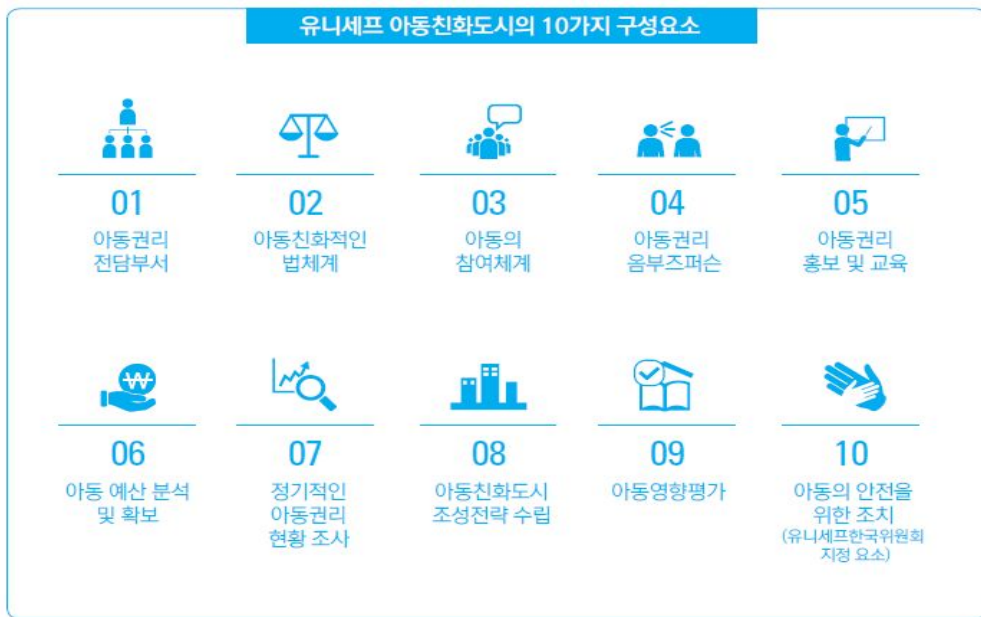 유니세프 아동친화도시의 10가지 구성요소
01
아동권리
전담부서
02
아동친화적인
법체계
03
아동의
참여체계
04
아동권리
옴부즈퍼슨
05
아동권리
홍보 및 교육
06
아동 예산 분석
및 확보
07
정기적인
아동권리
현황 조사
08
아동친화도시
조성전략 수립
09
아동영향평가
10
아동의 안전을
위한 조치
(유니세프한국위원회
지정 요소)